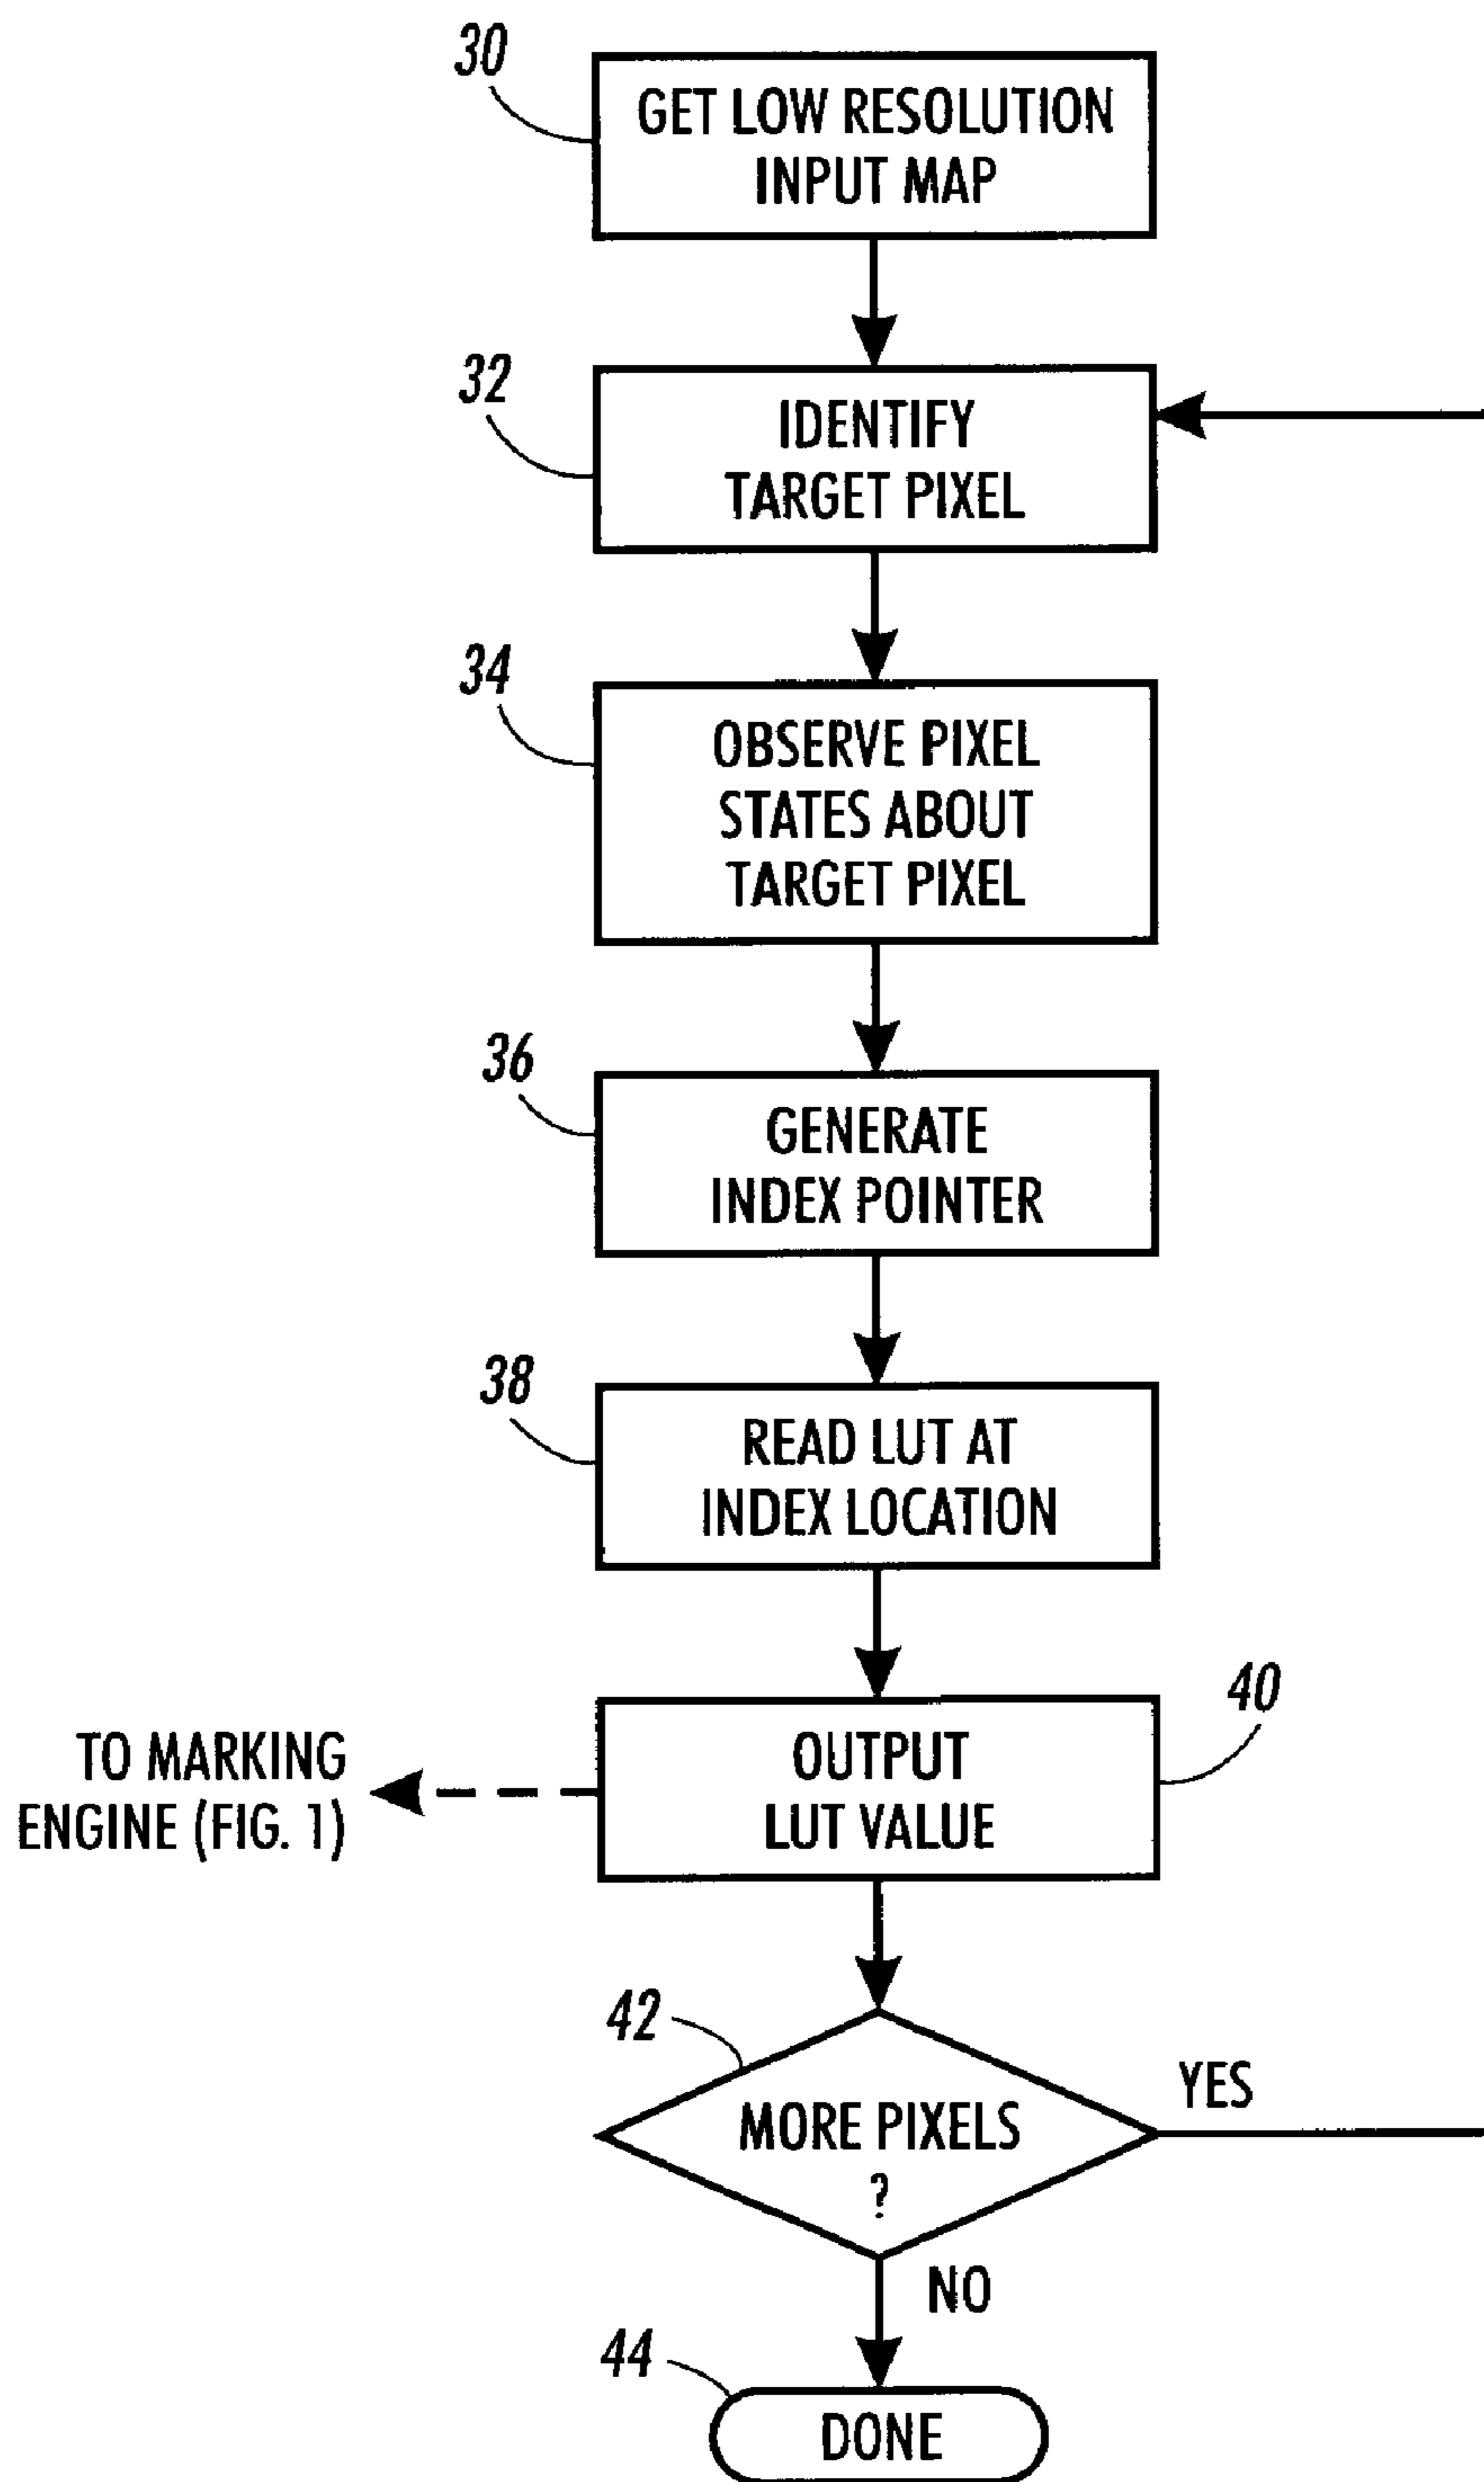 30
GET LOW RESOLUTION
INPUT MAP
32
IDENTIFY
TARGET PIXEL
34
OBSERVE PIXEL
STATES ABOUT
TARGET PIXEL
36
GENERATE
INDEX POINTER
38
READ LUT AT
INDEX LOCATION
40
OUTPUT
LUT VALUE
TO MARKING
ENGINE (FIG. 1)
42
MORE PIXELS
?
YES
NO
44
DONE